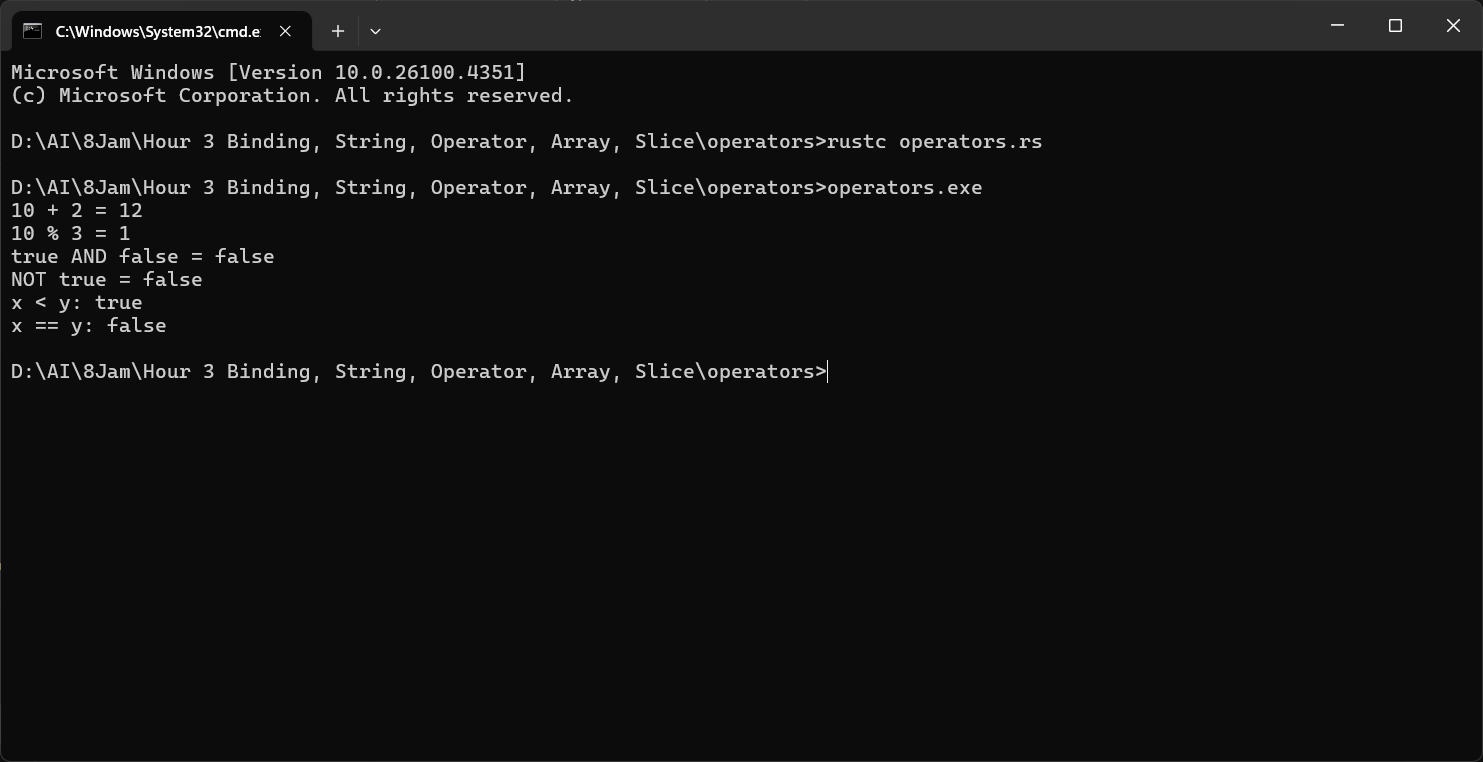 C:\Windows\System32\cmd.e
Microsoft Windows [Version 10.0.26100.4351]
(c) Microsoft Corporation. All rights reserved.
D:\AI\8Jam\Hour 3 Binding, String, Operator, Array, Slice\operators>rustc operators.rs
D:\AI\8Jam\Hour 3 Binding, String, Operator, Array, Slice\operators>operators.exe
10 + 2 = 12
10 % 3 = 1
true AND false = false
NOT true = false
x < y: true
x == y: false
D:\AI\8Jam\Hour 3 Binding, String, Operator, Array, Slice\operators>